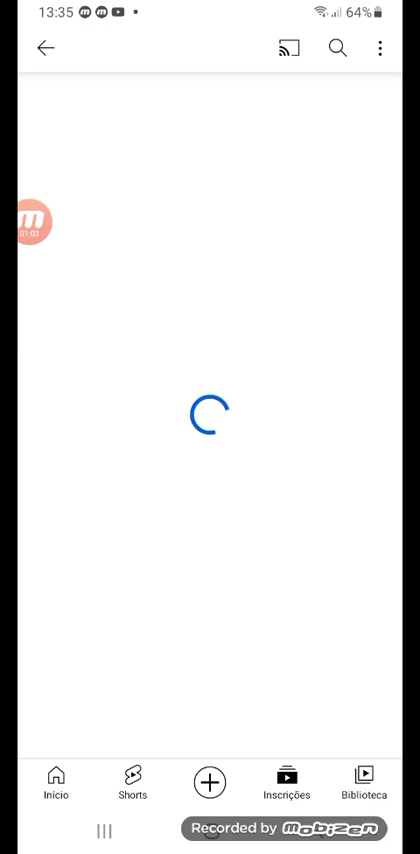 13:35 64%
m
01:03
Início Shorts Inscrições Biblioteca
Recorded by mobizen